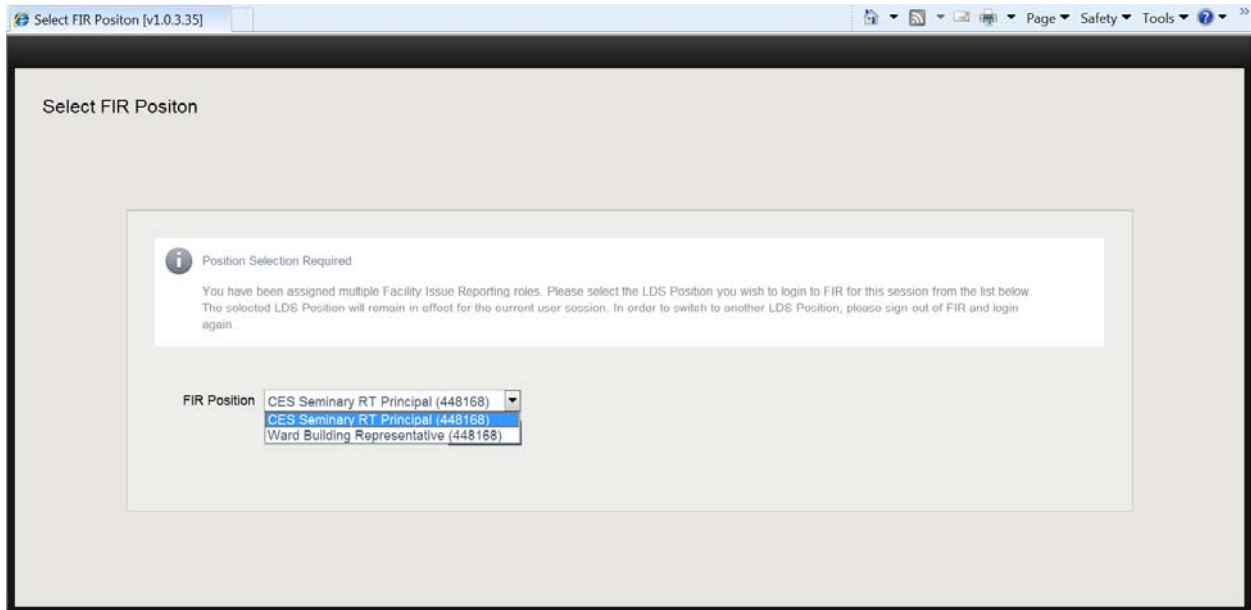 Select FIR Positon [v1.0.3.35]
Page Safety Tools
Select FIR Positon
Position Selection Required
You have been assigned multiple Facility Issue Reporting roles. Please select the LDS Position you wish to login to FIR for this session from the list below.
The selected LDS Position will remain in effect for the current user session. In order to switch to another LDS Position, please sign-out of FIR and login
again.
FIR Position CES Seminary RT Principal (448168)
CES Seminary RT Principal (448168)
Ward Building Representative (448168)